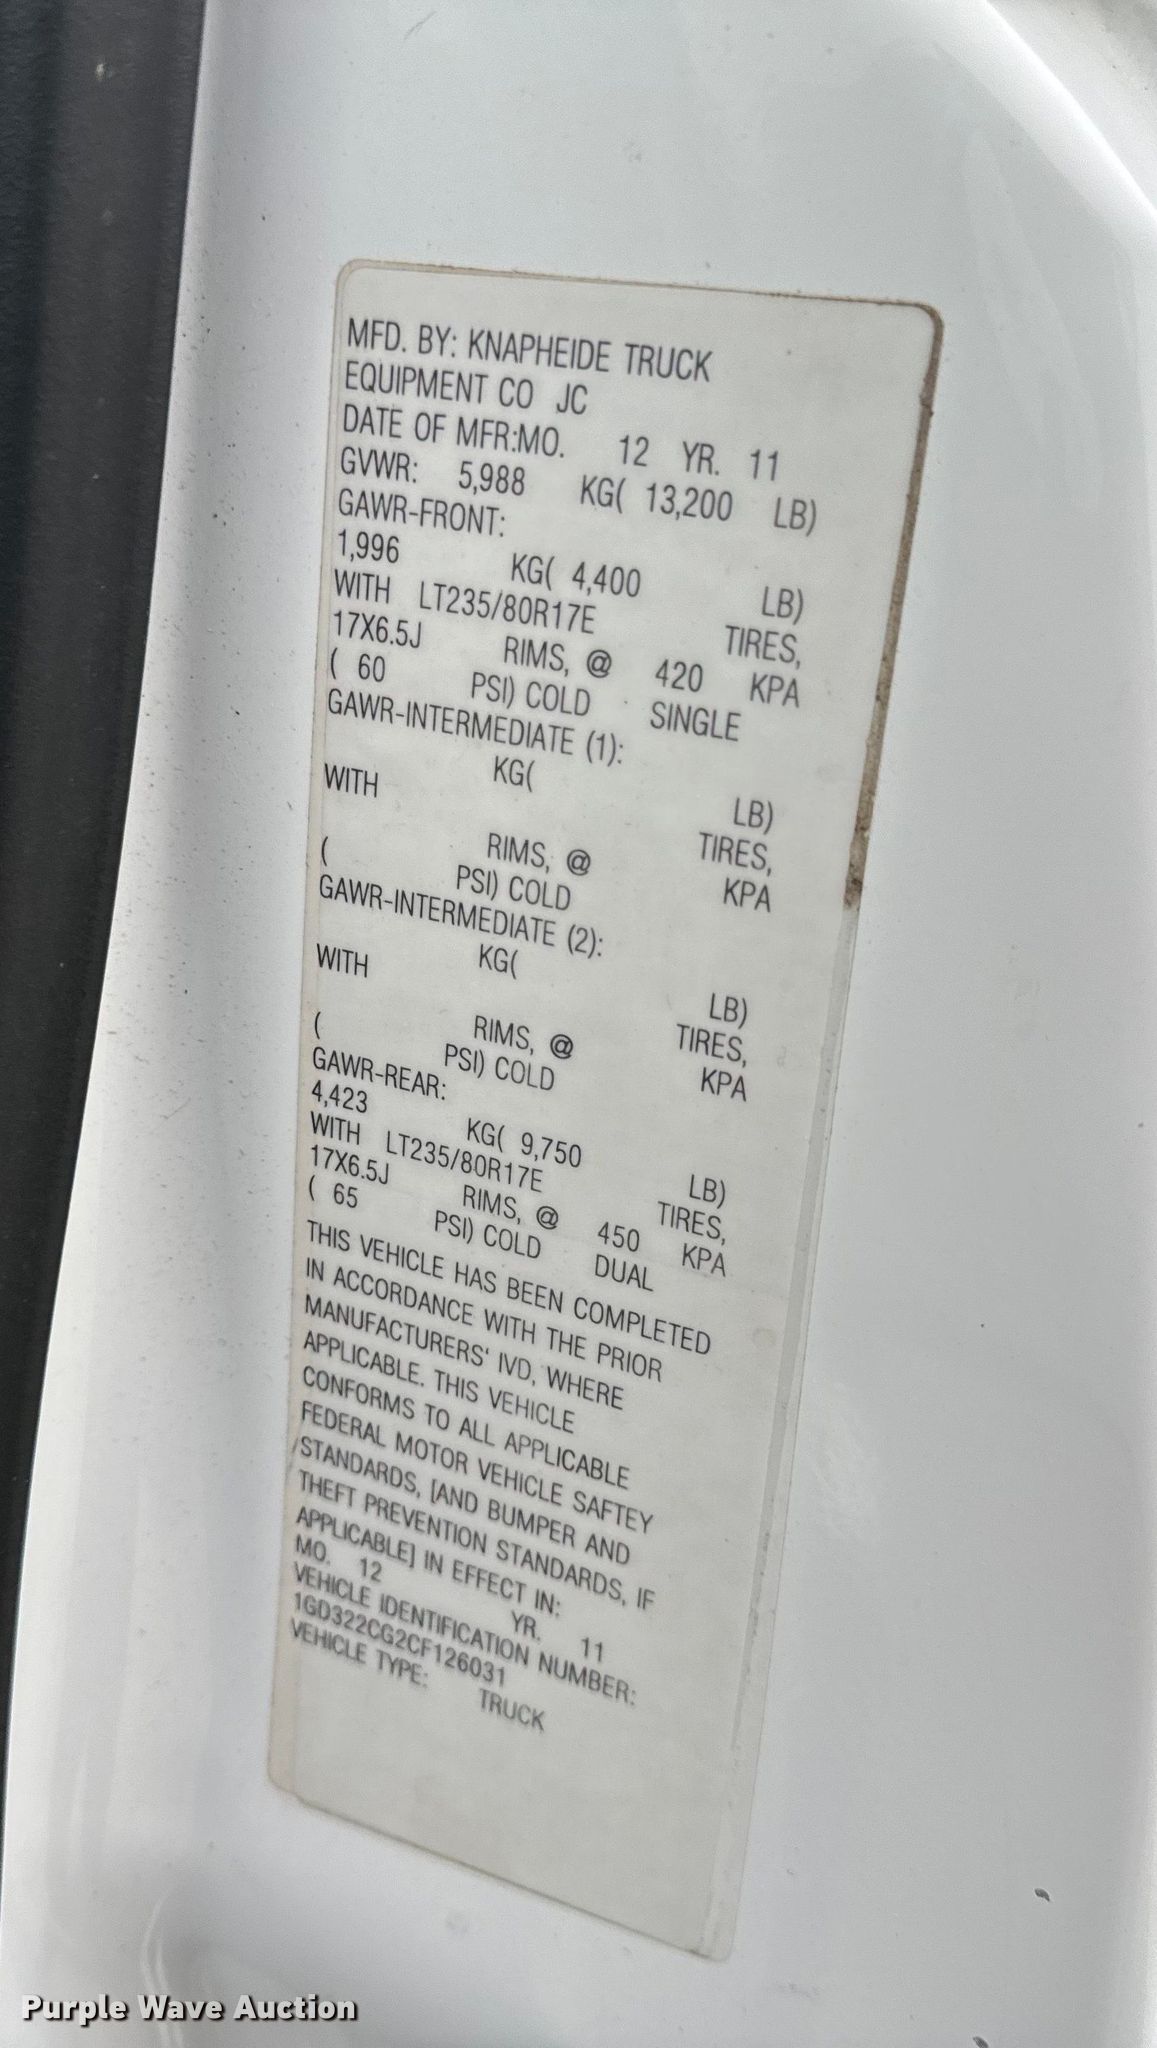 MFD. BY: KNAPHEIDE TRUCK
EQUIPMENT CO JC
DATE OF MFR:MO. 12 YR. 11
GVWR: 5,988 KG( 13,200 LB)
GAWR-FRONT:
1,996 KG( 4,400 LB)
WITH LT235/80R17E TIRES,
17X6.5J RIMS, @ 420 KPA
( 60 PSI) COLD SINGLE
GAWR-INTERMEDIATE (1):
KG( LB)
WITH TIRES,
RIMS, @ KPA
( PSI) COLD
GAWR-INTERMEDIATE (2):
KG( LB)
WITH TIRES,
RIMS, @ KPA
( PSI) COLD
GAWR-REAR:
4,423 KG( 9,750 LB)
WITH LT235/80R17E TIRES,
17X6.5J RIMS, @ 450 KPA
( 65 PSI) COLD DUAL
THIS VEHICLE HAS BEEN COMPLETED
IN ACCORDANCE WITH THE PRIOR
MANUFACTURERS' IVD, WHERE
APPLICABLE. THIS VEHICLE
CONFORMS TO ALL APPLICABLE
FEDERAL MOTOR VEHICLE SAFTEY
STANDARDS, [AND BUMPER AND
THEFT PREVENTION STANDARDS, IF
APPLICABLE] IN EFFECT IN:
MO. 12 YR. 11
VEHICLE IDENTIFICATION NUMBER:
1GD322CG2CF126031
VEHICLE TYPE: TRUCK
Purple Wave Auction